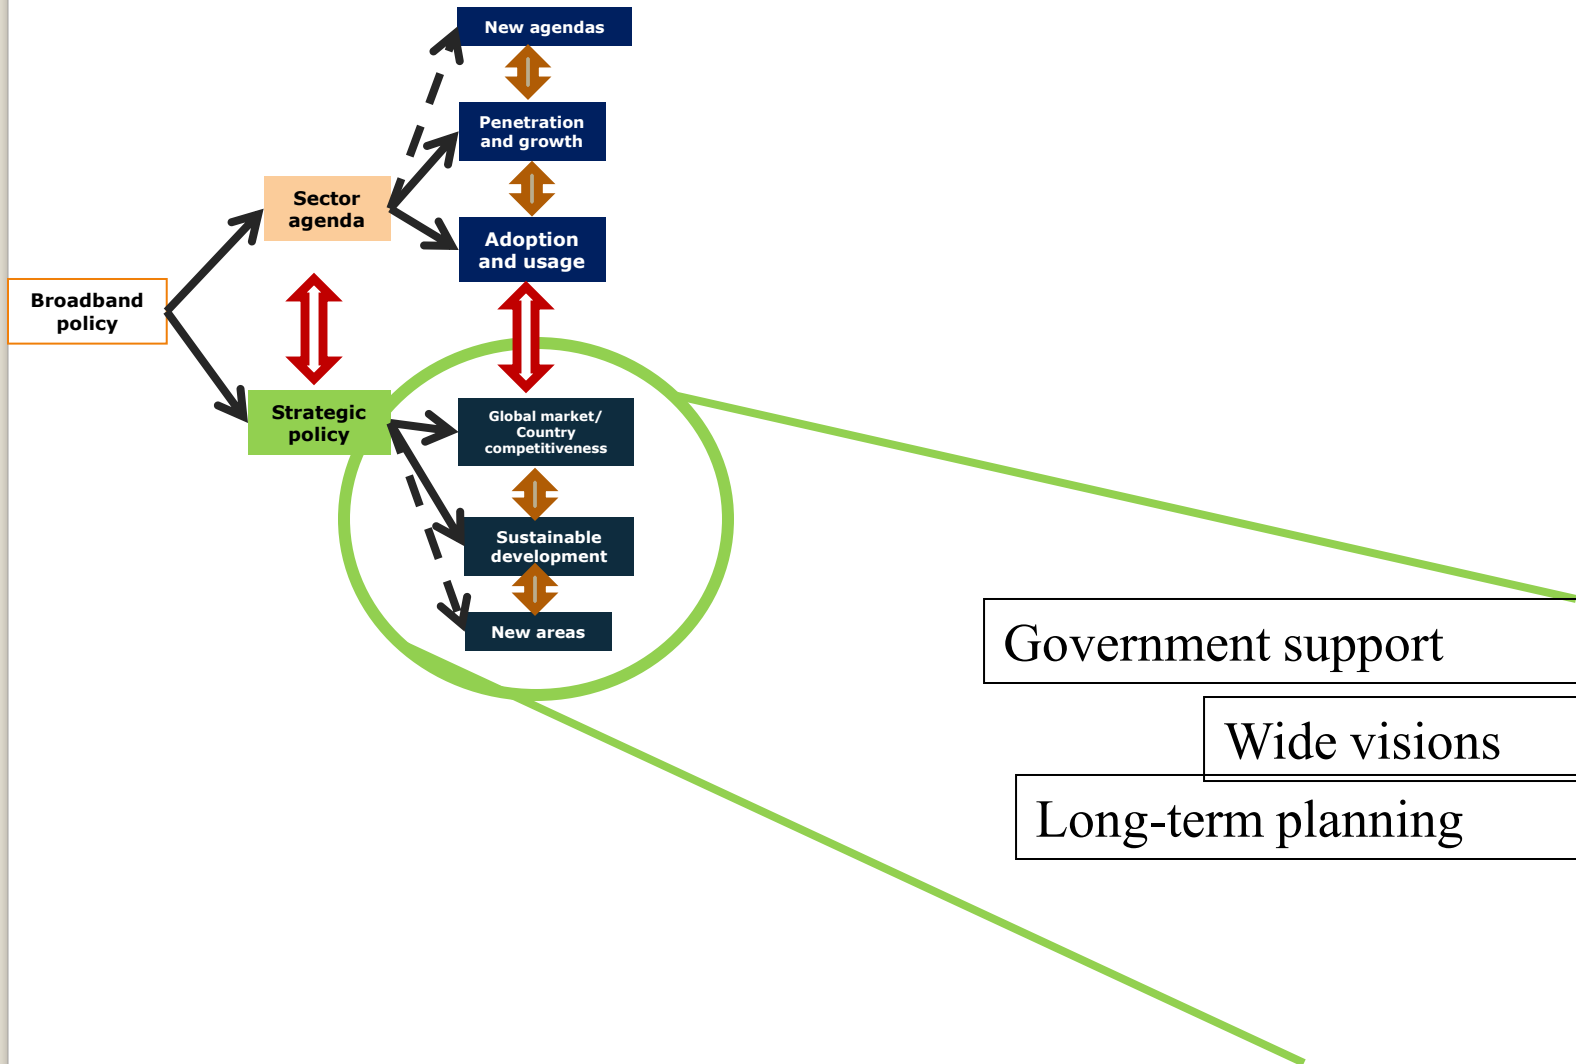 New agendas
Penetration
and growth
Sector
agenda
Adoption
and usage
Broadband
policy
Strategic
policy
Global market/
Country
competitiveness
Sustainable
development
New areas
Government support
Wide visions
Long-term planning